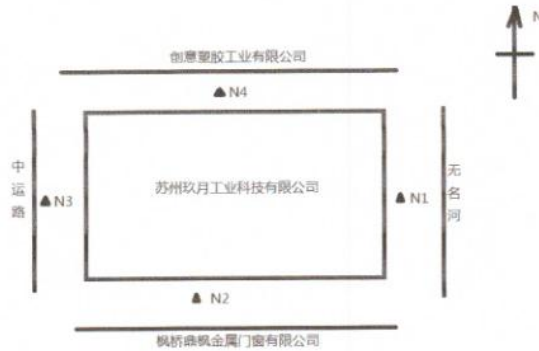 N
创意塑胶工业有限公司
▲ N4
中运路
▲ N3
苏州玖月工业科技有限公司
▲ N1
无名河
▲ N2
枫桥鼎枫金属门窗有限公司